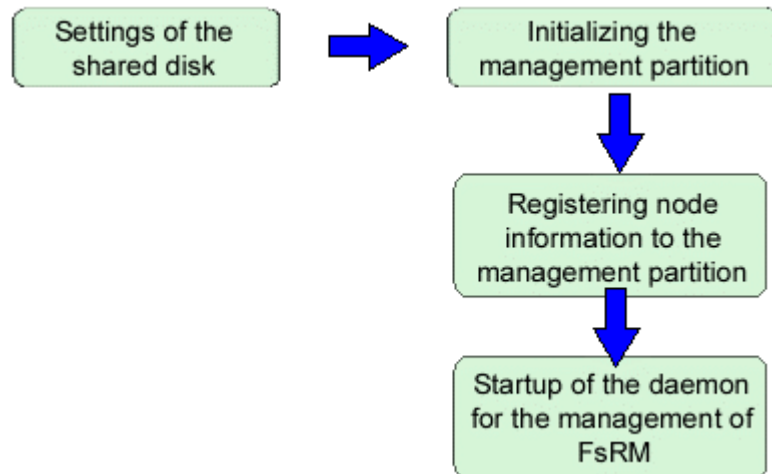 Settings of the
shared disk
Initializing the
management partition
Registering node
information to the
management partition
Startup of the daemon
for the management of
FsRM